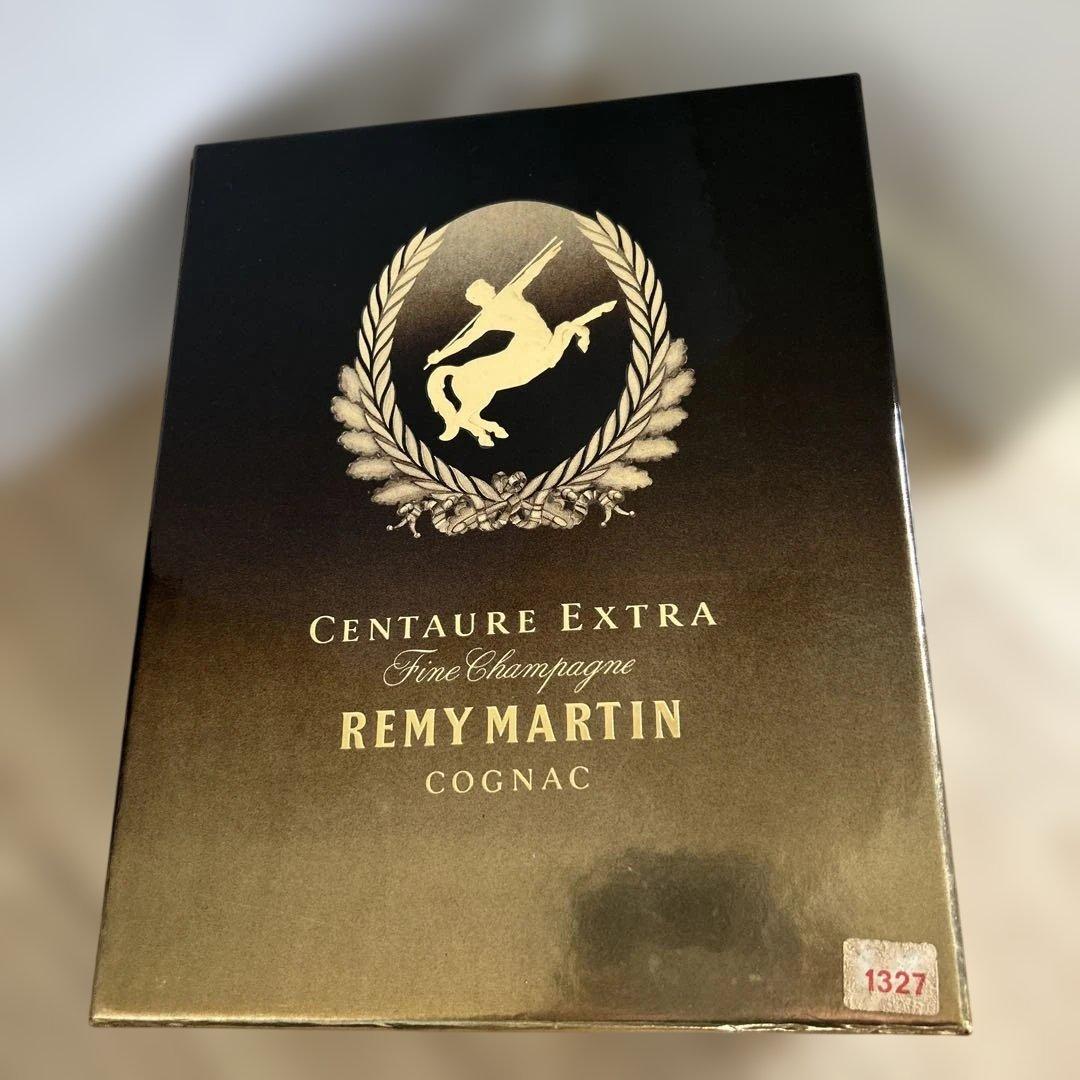 CENTAURE EXTRA
Fine Champagne
REMY MARTIN
COGNAC
1327